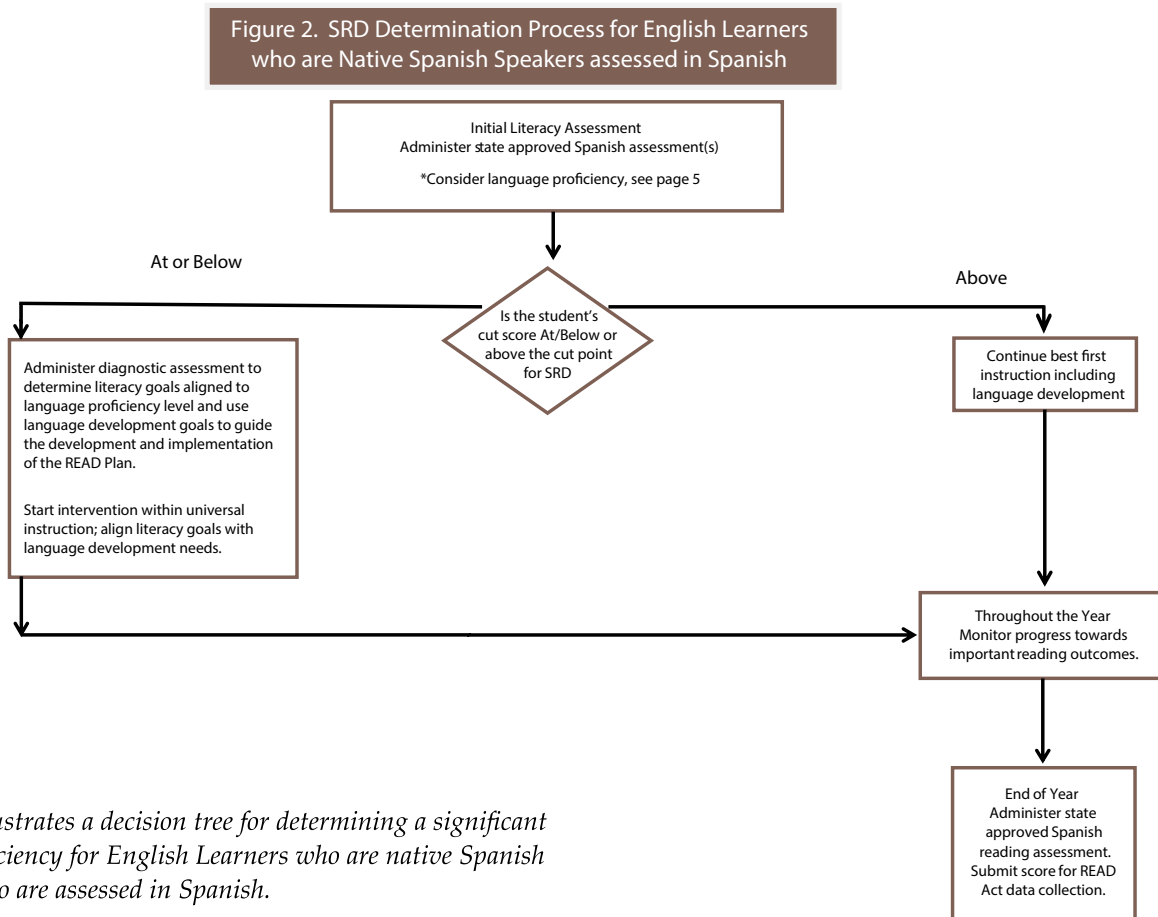 Figure 2. SRD Determination Process for English Learners
who are Native Spanish Speakers assessed in Spanish
Initial Literacy Assessment
Administer state approved Spanish assessment(s)
*Consider language proficiency, see page 5
At or Below
Above
Is the student's
cut score At/Below or
above the cut point
for SRD
Administer diagnostic assessment to
determine literacy goals aligned to
language proficiency level and use
language development goals to guide
the development and implementation
of the READ Plan.
Start intervention within universal
instruction; align literacy goals with
language development needs.
Continue best first
instruction including
language development
Throughout the Year
Monitor progress towards
important reading outcomes.
End of Year
Administer state
approved Spanish
reading assessment.
Submit score for READ
Act data collection.
a decision tree for determining a significant
for English Learners who are native Spanish
are assessed in Spanish.